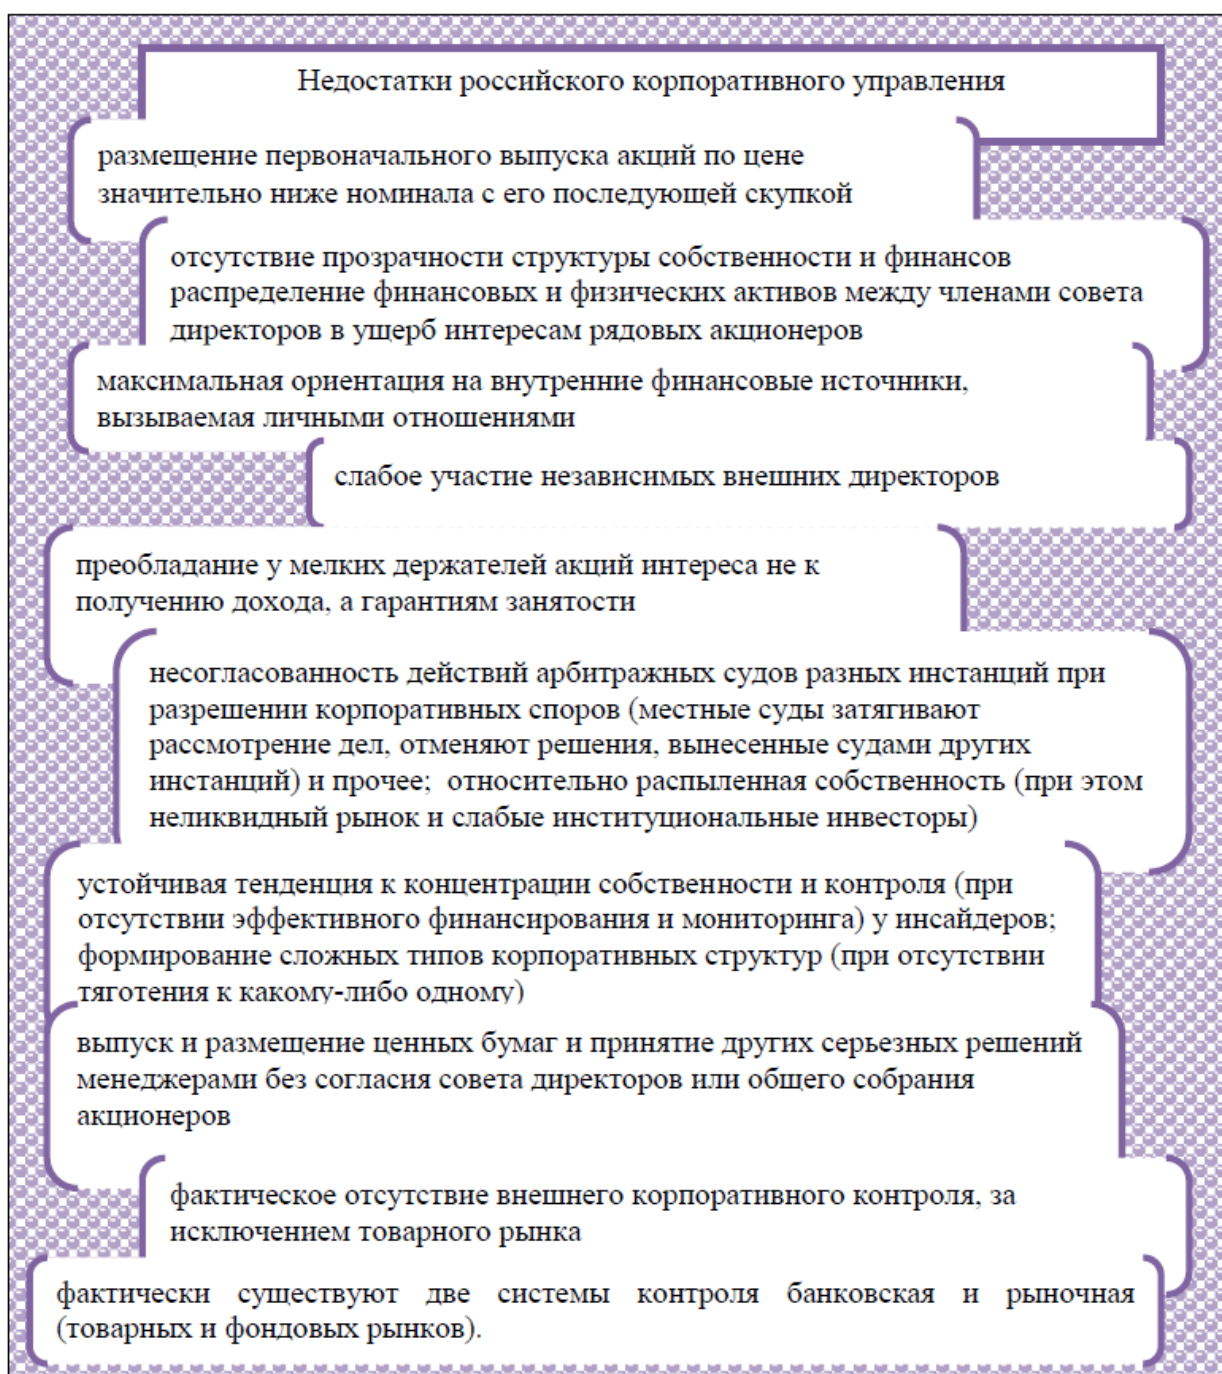 Недостатки российского корпоративного управления
размещение первоначального выпуска акций по цене
значительно ниже номинала с его последующей скупкой
отсутствие прозрачности структуры собственности и финансов
распределение финансовых и физических активов между членами совета
директоров в ущерб интересам рядовых акционеров
максимальная ориентация на внутренние финансовые источники,
вызываемая личными отношениями
слабое участие независимых внешних директоров
преобладание у мелких держателей акций интереса не к
получению дохода, а гарантиям занятости
несогласованность действий арбитражных судов разных инстанций при
разрешении корпоративных споров (местные суды затягивают
рассмотрение дел, отменяют решения, вынесенные судами других
инстанций) и прочее;  относительно распыленная собственность (при этом
неликвидный рынок и слабые институциональные инвесторы)
устойчивая тенденция к концентрации собственности и контроля (при
отсутствии эффективного финансирования и мониторинга) у инсайдеров;
формирование сложных типов корпоративных структур (при отсутствии
тяготения к какому-либо одному)
выпуск и размещение ценных бумаг и принятие других серьезных решений
менеджерами без согласия совета директоров или общего собрания
акционеров
фактическое отсутствие внешнего корпоративного контроля, за
исключением товарного рынка
фактически существуют две системы контроля банковская и рыночная
(товарных и фондовых рынков).